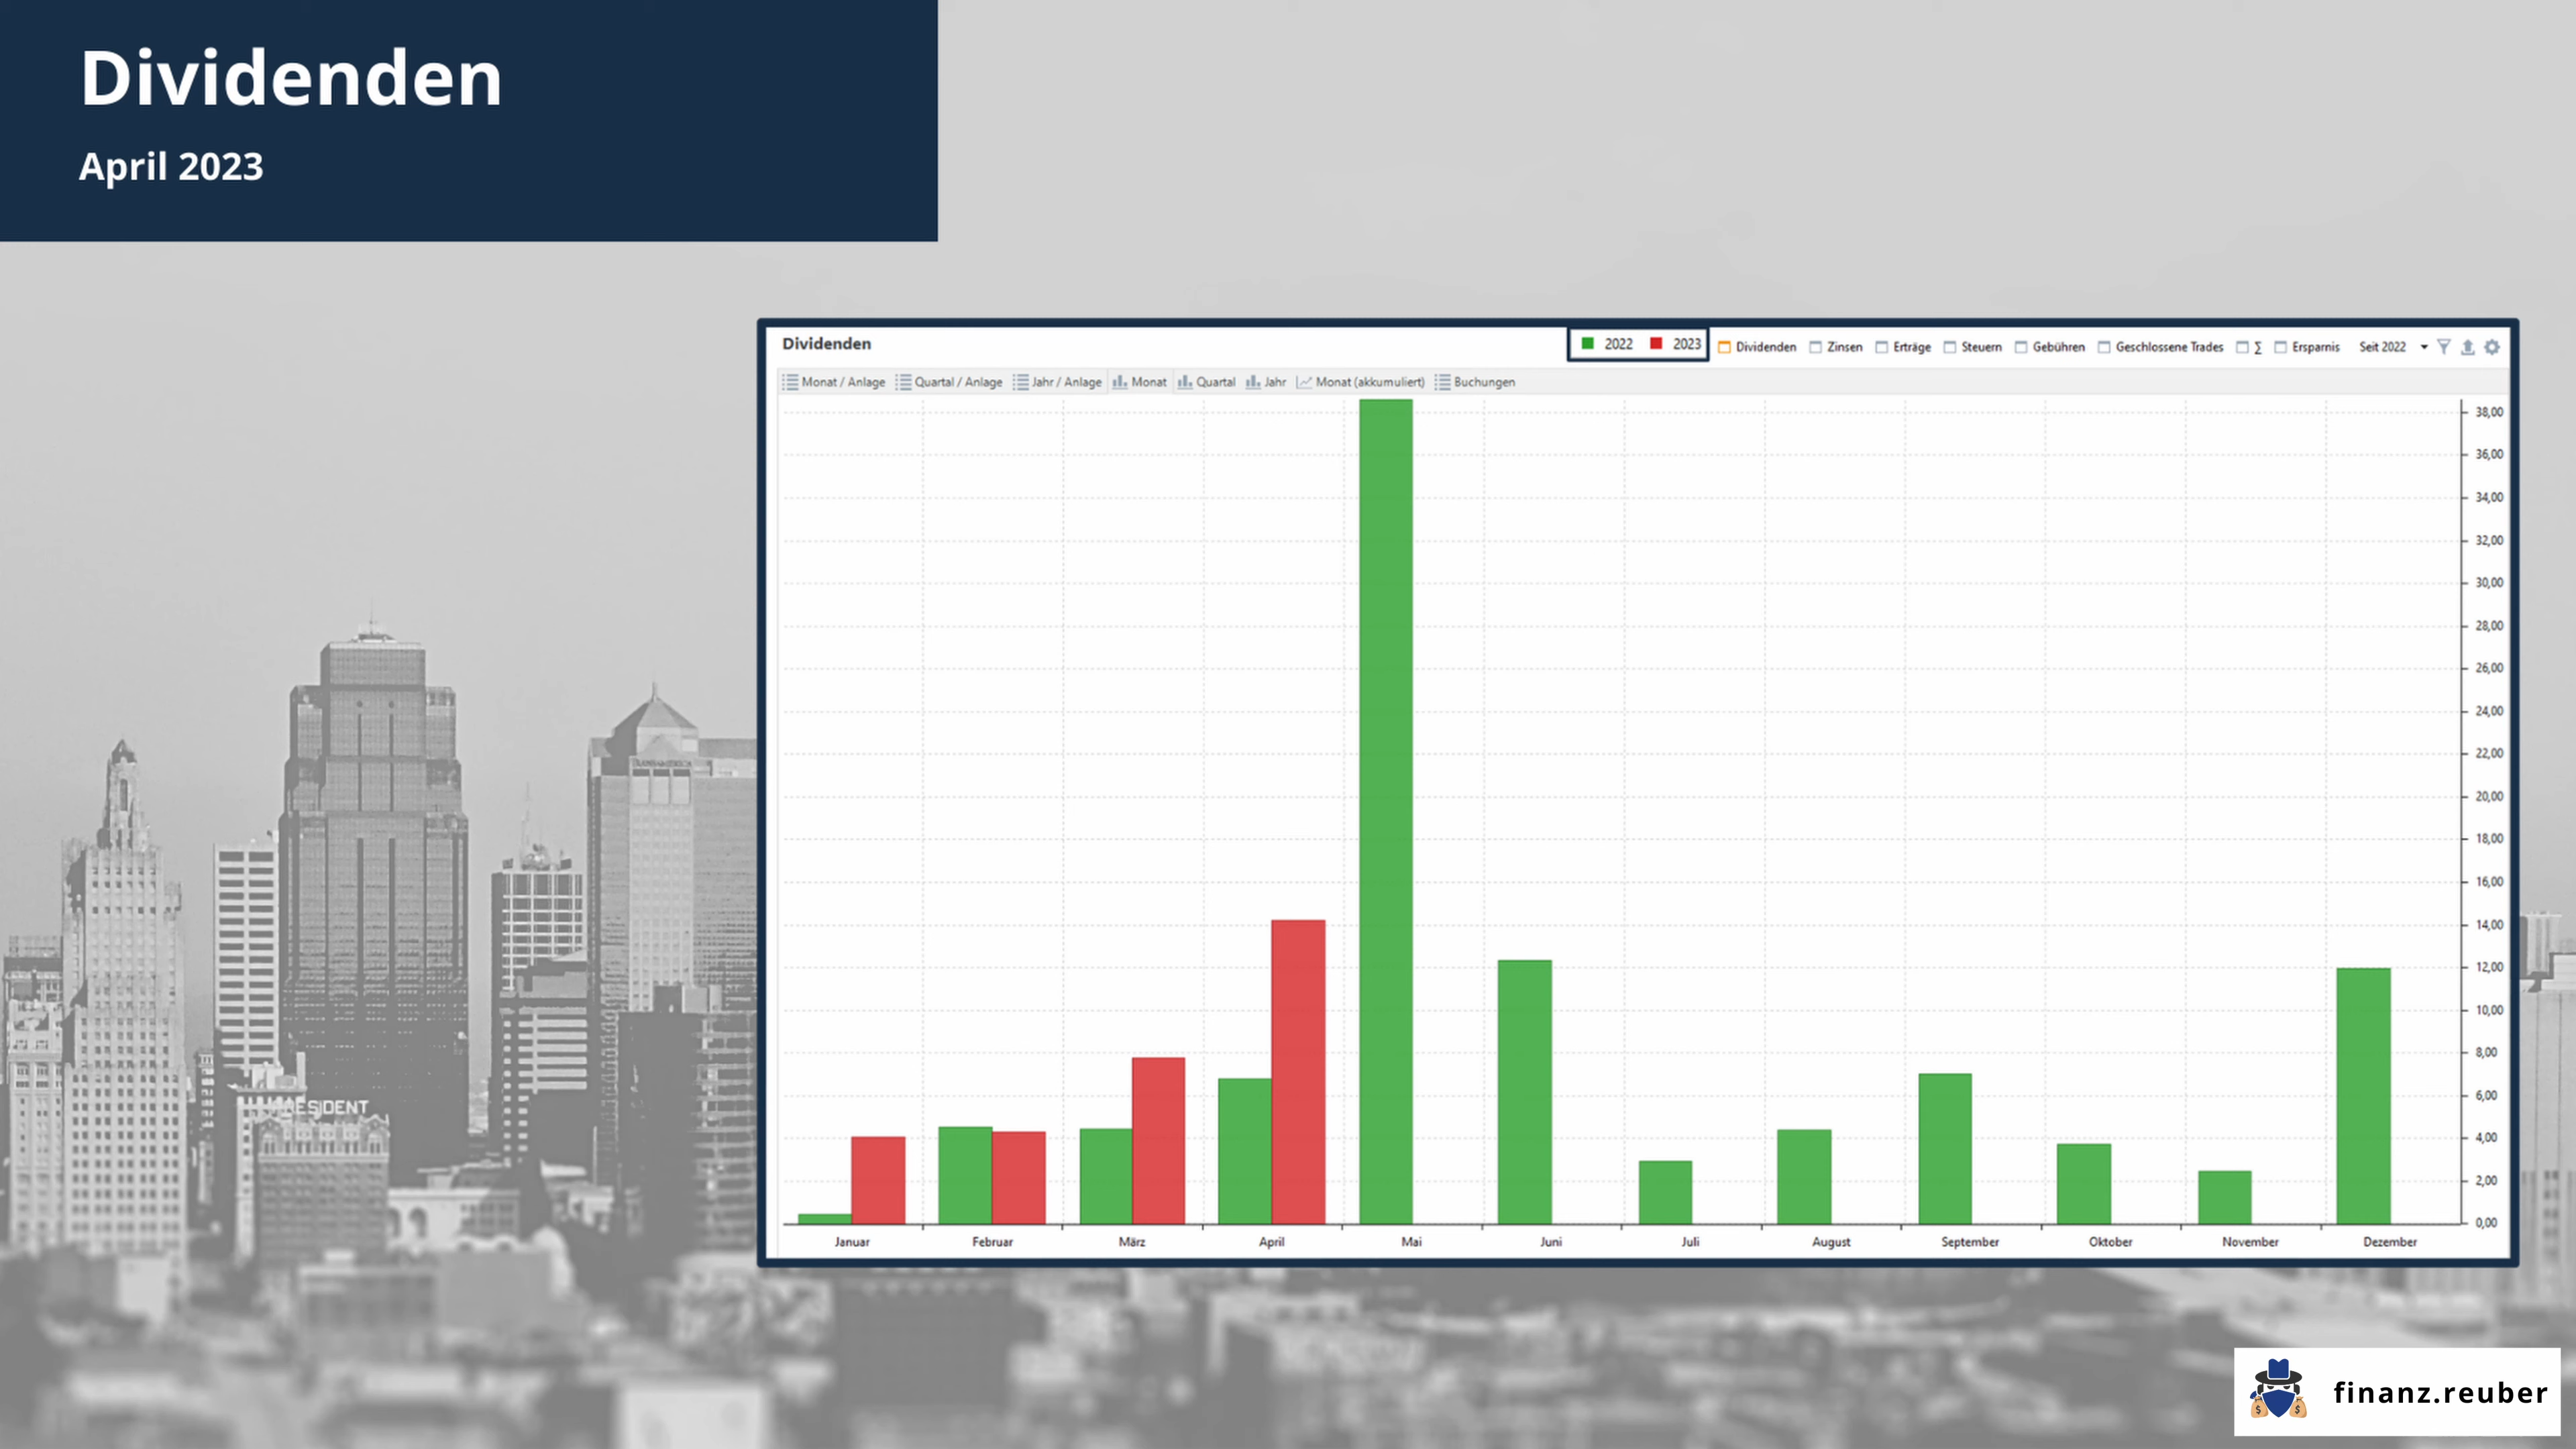 Dividenden
April 2023
Dividenden
2022 2023 Dividenden Zinsen Erträge Steuern Gebühren Geschlossene Trades Σ Ersparnis Seit 2022
Monat / Anlage Quartal / Anlage Jahr / Anlage Monat Quartal Jahr Monat (akkumuliert) Buchungen
38,00
36,00
34,00
32,00
30,00
28,00
26,00
24,00
22,00
20,00
18,00
16,00
14,00
12,00
10,00
8,00
6,00
4,00
2,00
0,00
Januar Februar März April Mai Juni Juli August September Oktober November Dezember
TRANSAMERICA
RESIDENT
finanz.reuber